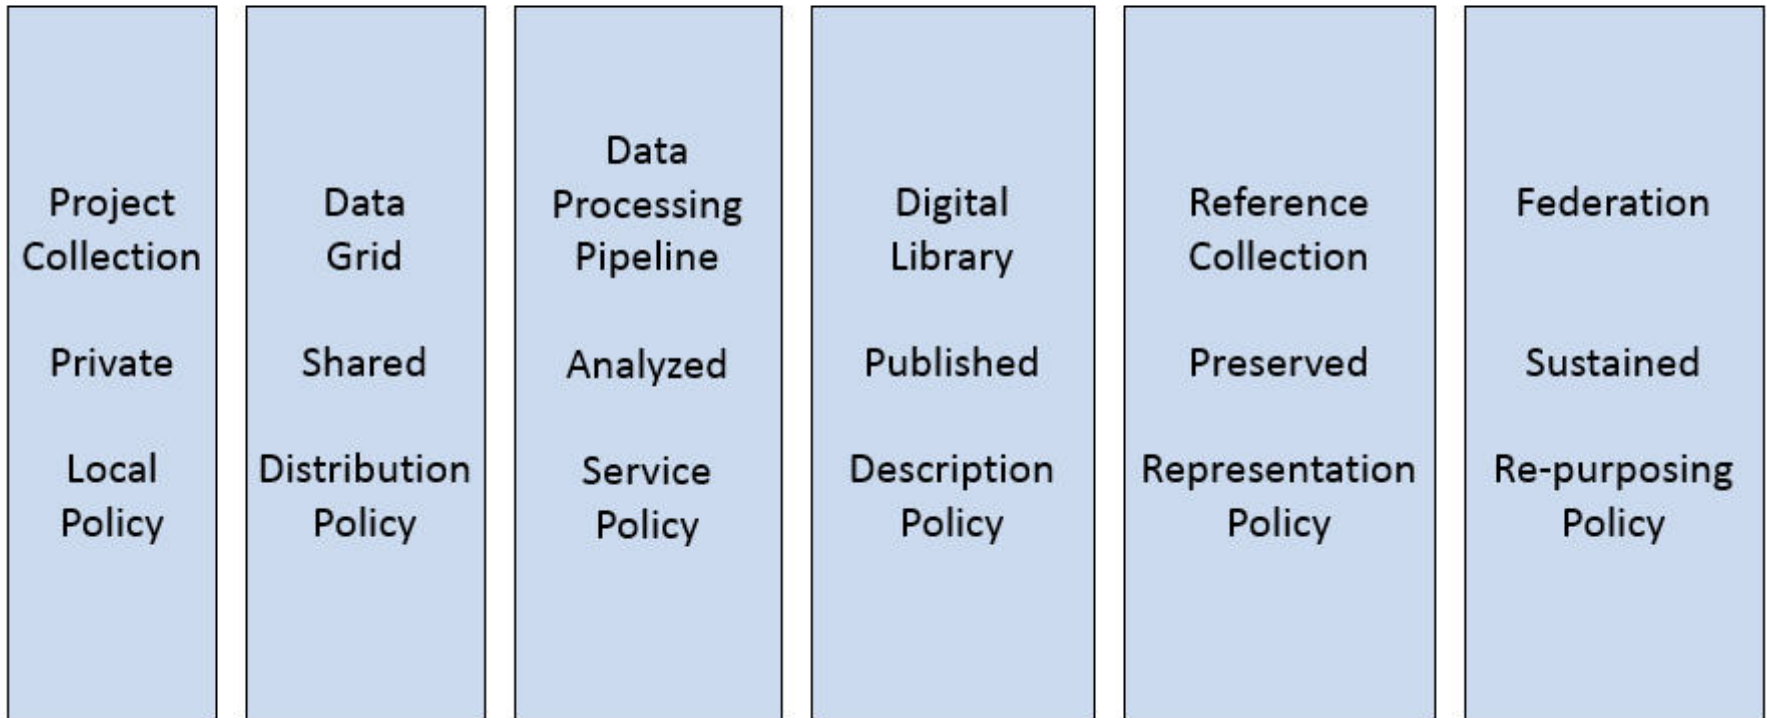 Project
Collection
Private
Local
Policy
Data
Grid
Shared
Distribution
Policy
Data
Processing
Pipeline
Analyzed
Service
Policy
Digital
Library
Published
Description
Policy
Reference
Collection
Preserved
Representation
Policy
Federation
Sustained
Re-purposing
Policy